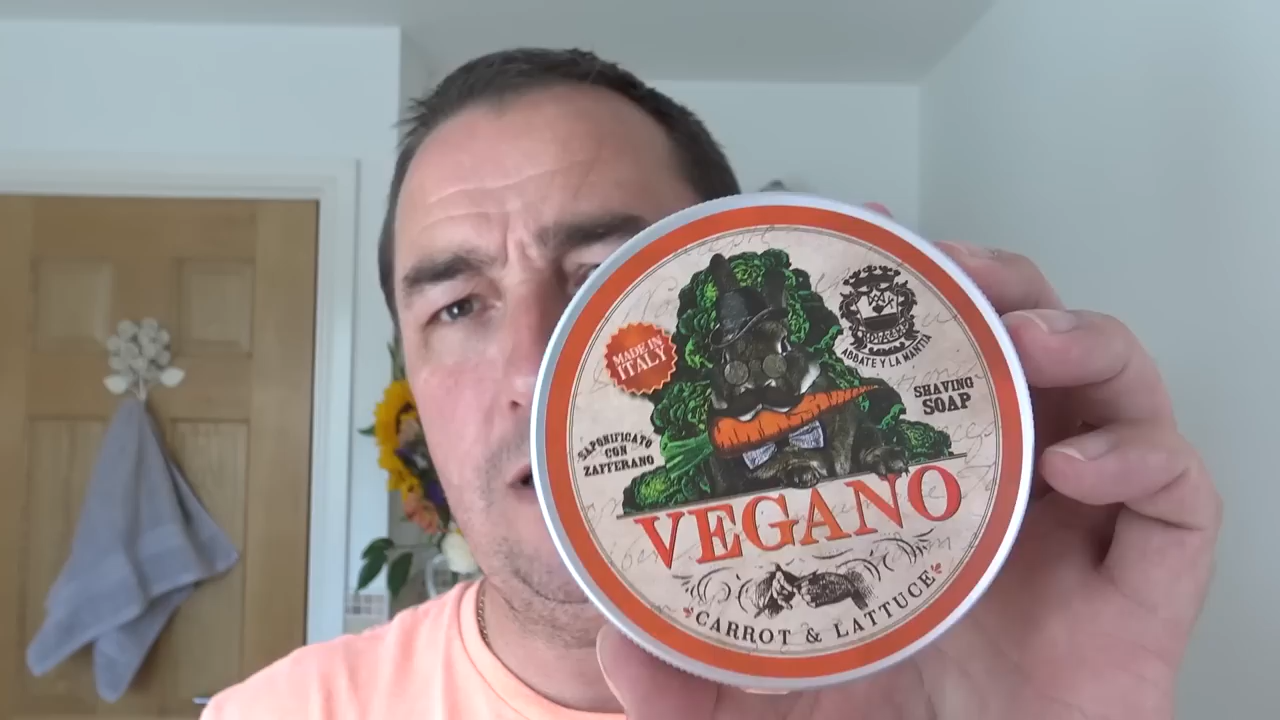 MADE IN
ITALY
ABBATE Y LA MANTIA
SHAVING
SOAP
SAPONIFICATO
CON
ZAFFERANO
VEGANO
CARROT & LATTUCE